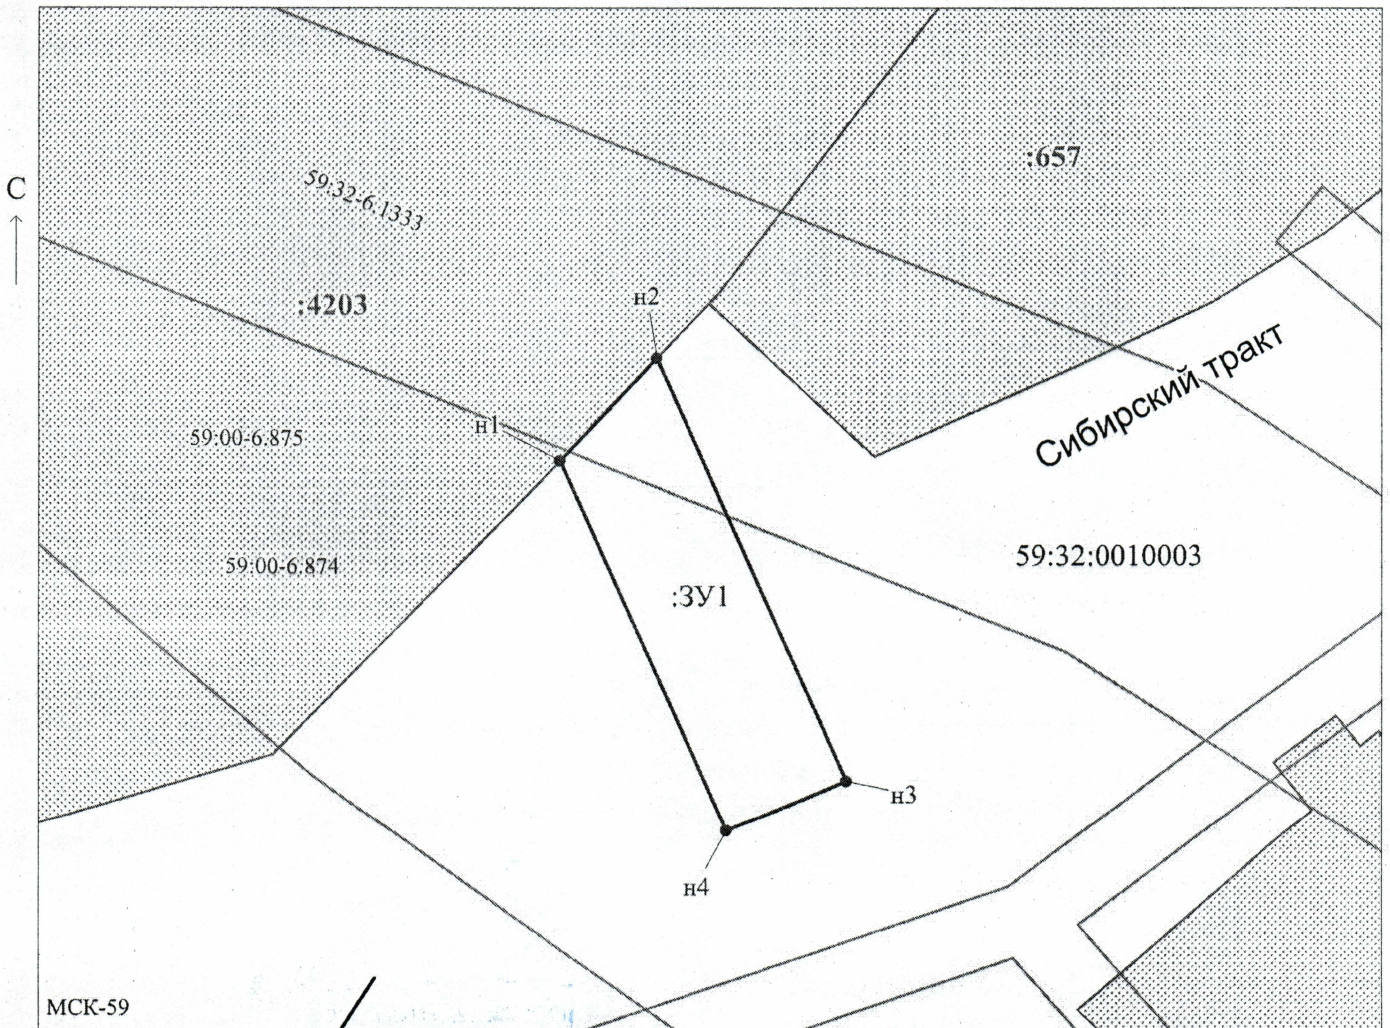 :657
С
59:32-6.1333
:4203
н2
Сибирский тракт
н1
59:00-6.875
59:32:0010003
59:00-6.874
:ЗУ1
н3
н4
МСК-59